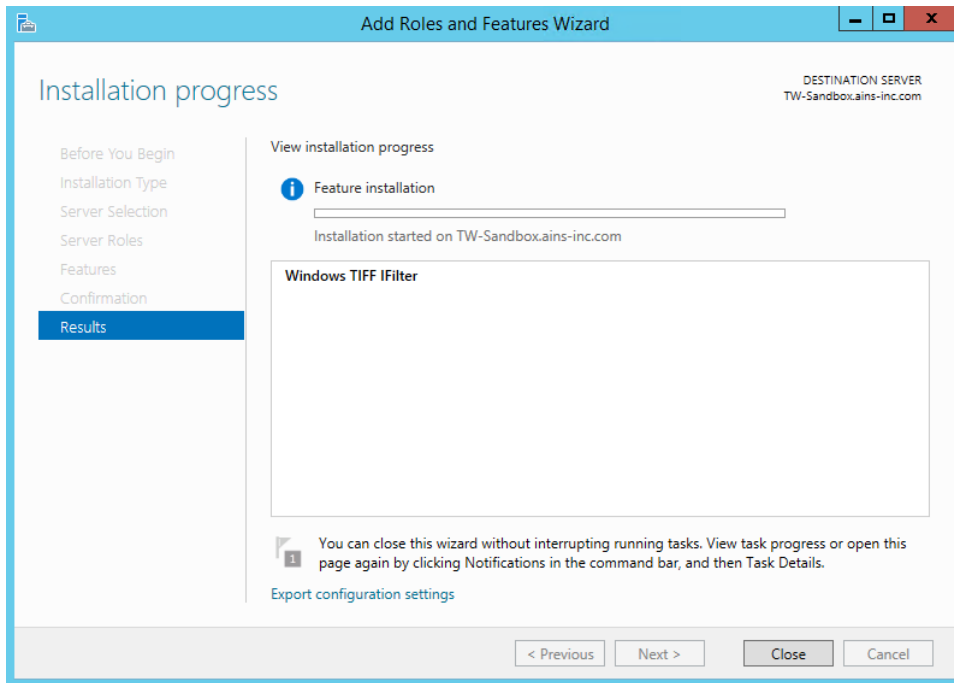 Add Roles and Features Wizard
Installation progress
DESTINATION SERVER
TW-Sandbox.ains-inc.com
Before You Begin
Installation Type
Server Selection
Server Roles
Features
Confirmation
Results
View installation progress
Feature installation
Installation started on TW-Sandbox.ains-inc.com
Windows TIFF IFilter
1
You can close this wizard without interrupting running tasks. View task progress or open this
page again by clicking Notifications in the command bar, and then Task Details.
Export configuration settings
< Previous
Next >
Close
Cancel